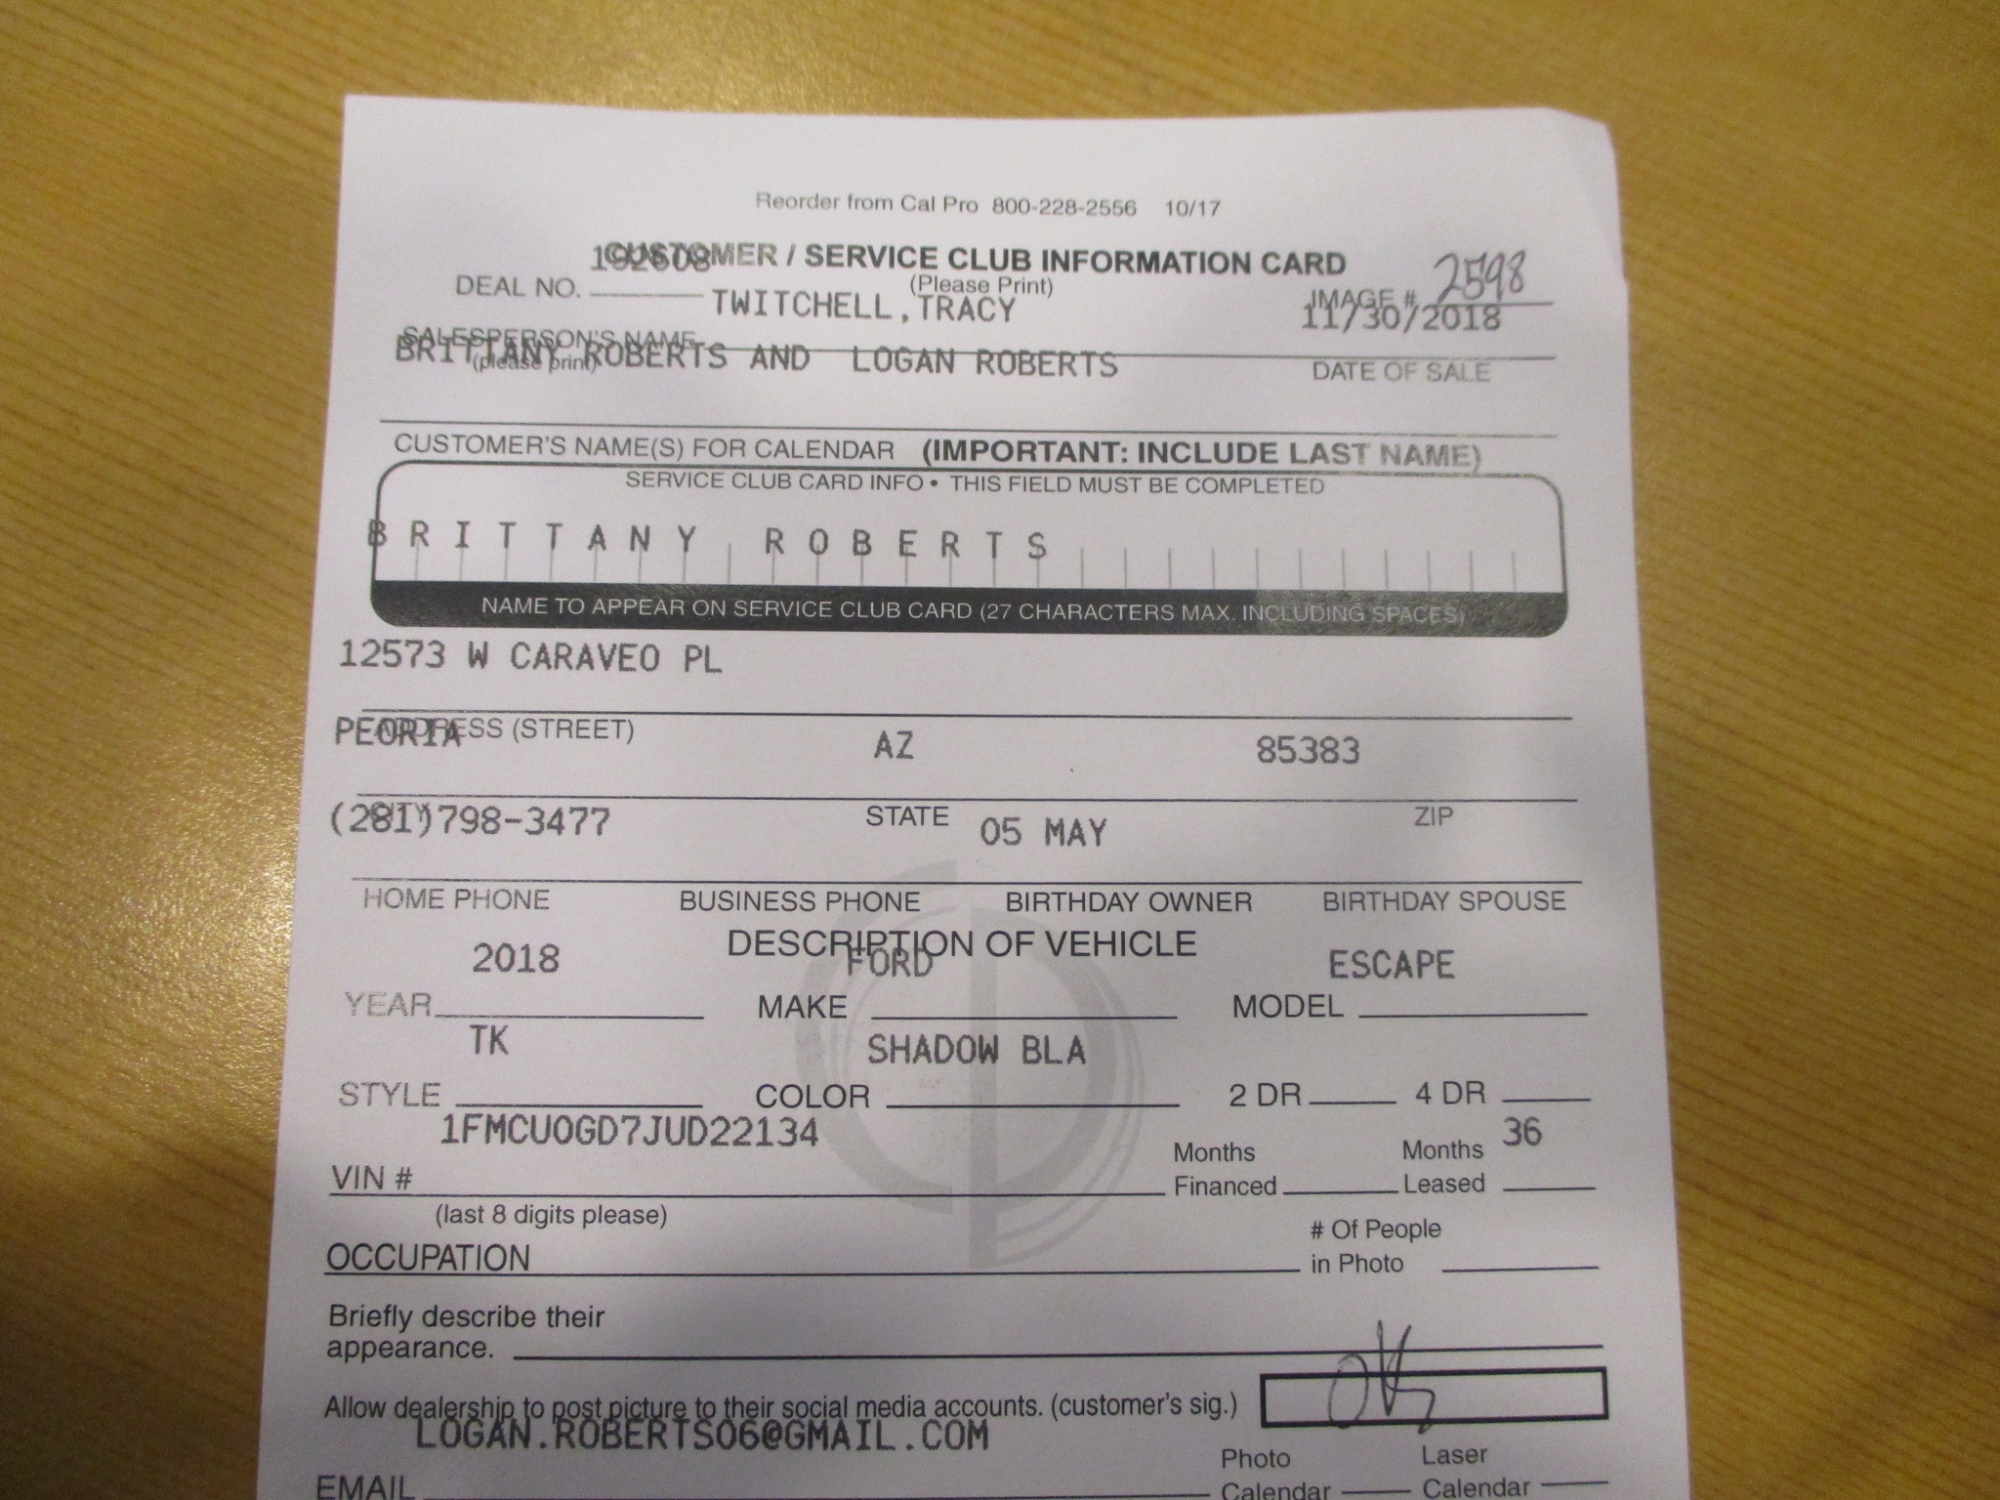 Reorder from Cal Pro 800-228-2556 10/17
CUSTOMER / SERVICE CLUB INFORMATION CARD
192608
(Please Print)
DEAL NO.
IMAGE # 2598
TWITCHELL,TRACY
11/30/2018
SALESPERSON'S NAME
(please print)
DATE OF SALE
BRITTANY ROBERTS AND LOGAN ROBERTS
CUSTOMER'S NAME(S) FOR CALENDAR (IMPORTANT: INCLUDE LAST NAME)
SERVICE CLUB CARD INFO • THIS FIELD MUST BE COMPLETED
BRITTANY ROBERTS
NAME TO APPEAR ON SERVICE CLUB CARD (27 CHARACTERS MAX. INCLUDING SPACES)
12573 W CARAVEO PL
ADDRESS (STREET)
PEORIA AZ 85383
CITY STATE ZIP
(281)798-3477 05 MAY
HOME PHONE BUSINESS PHONE BIRTHDAY OWNER BIRTHDAY SPOUSE
DESCRIPTION OF VEHICLE
2018 FORD ESCAPE
YEAR MAKE MODEL
TK SHADOW BLA
STYLE COLOR 2 DR 4 DR
1FMCU0GD7JUD22134 36
VIN # Months Financed Months Leased
(last 8 digits please)
OCCUPATION # Of People in Photo
Briefly describe their
appearance.
Allow dealership to post picture to their social media accounts. (customer's sig.)
LOGAN.ROBERTS06@GMAIL.COM
EMAIL Photo Calendar Laser Calendar